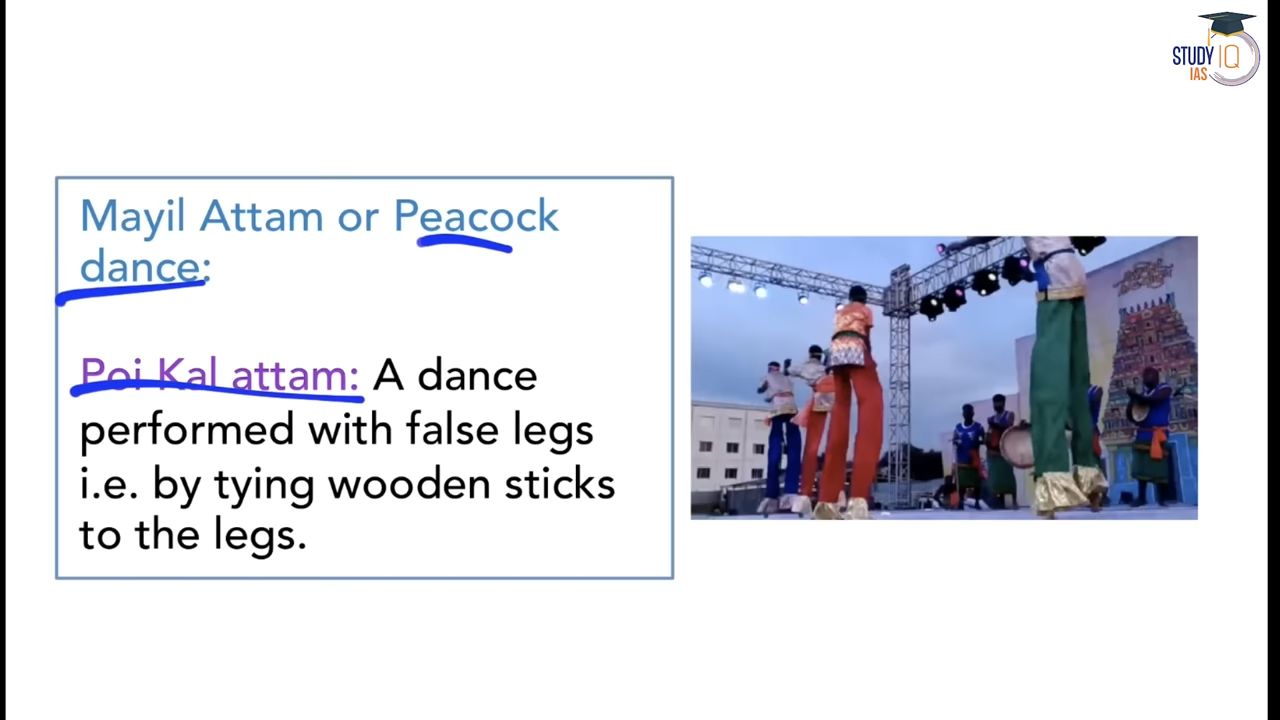 STUDY IQ
IAS
Mayil Attam or Peacock
dance:
Poi Kal attam: A dance
performed with false legs
i.e. by tying wooden sticks
to the legs.